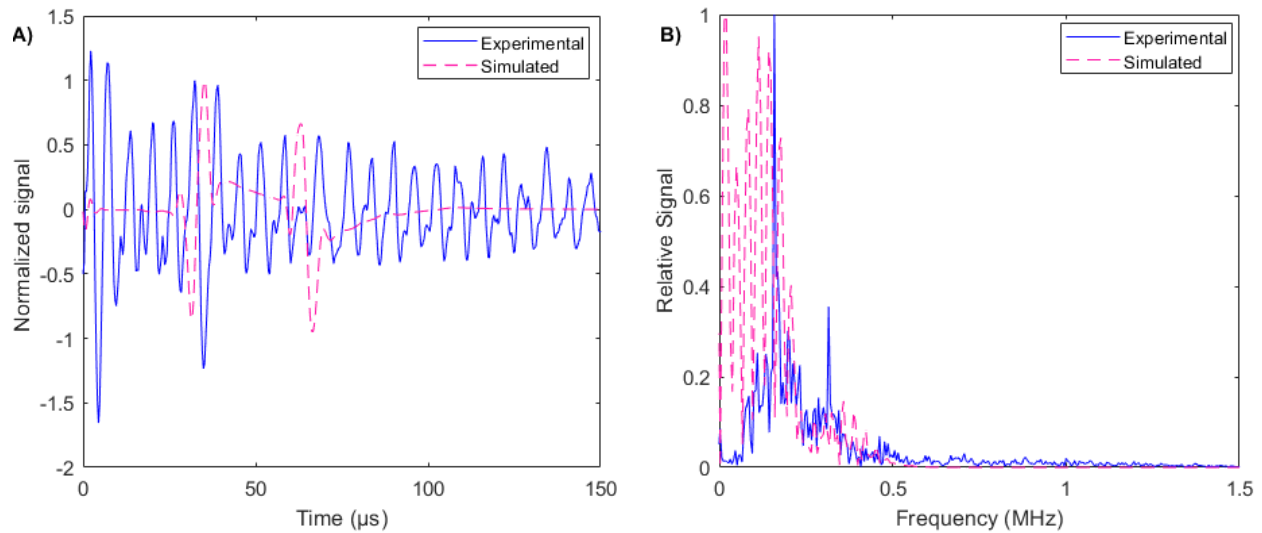 A)
Normalized signal
1.5
1
0.5
0
-0.5
-1
-1.5
-2
Experimental
Simulated
0
50
100
150
Time (µs)
B)
Relative Signal
1
0.8
0.6
0.4
0.2
0
Experimental
Simulated
0
0.5
1
1.5
Frequency (MHz)